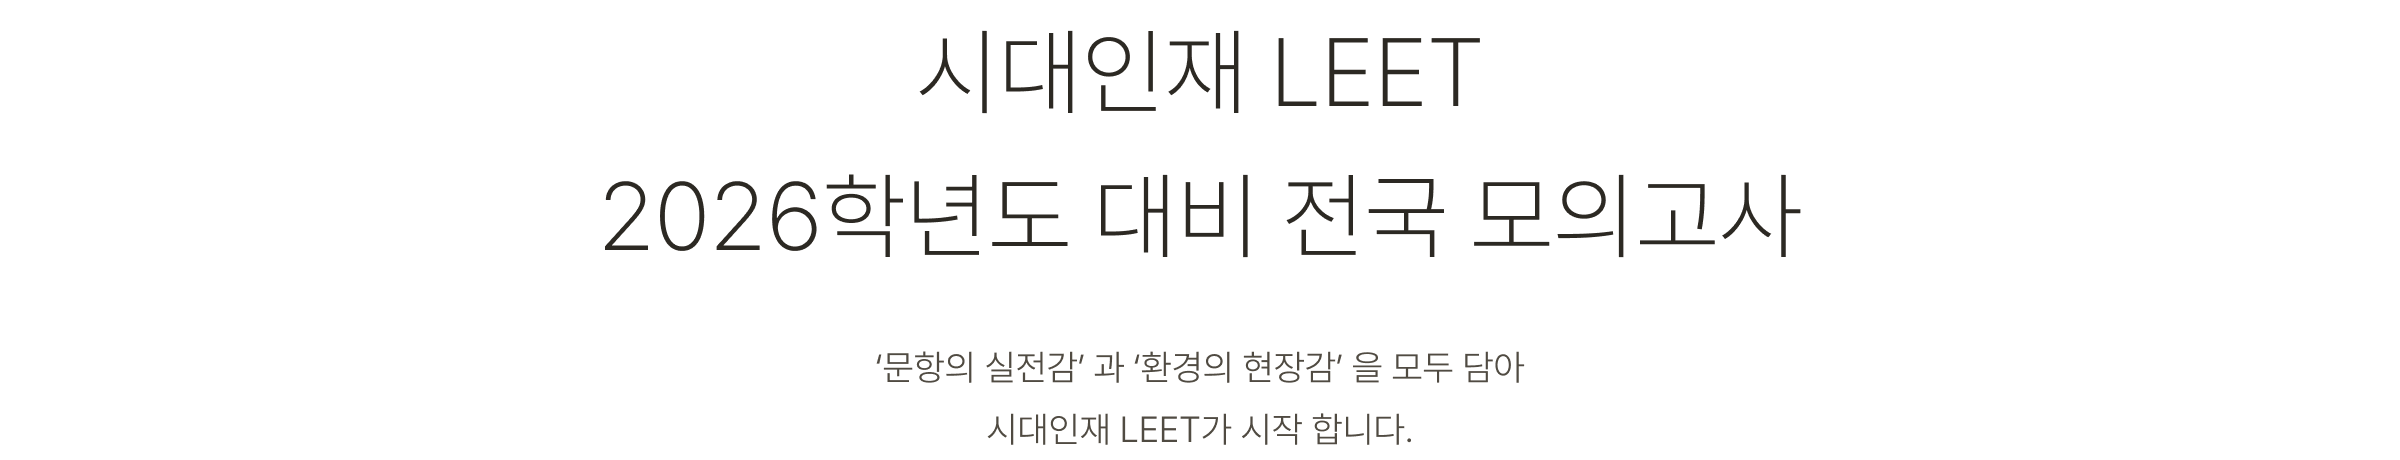 시대인재 LEET
2026학년도 대비 전국 모의고사
‘문항의 실전감’ 과 ‘환경의 현장감’ 을 모두 담아
시대인재 LEET가 시작 합니다.